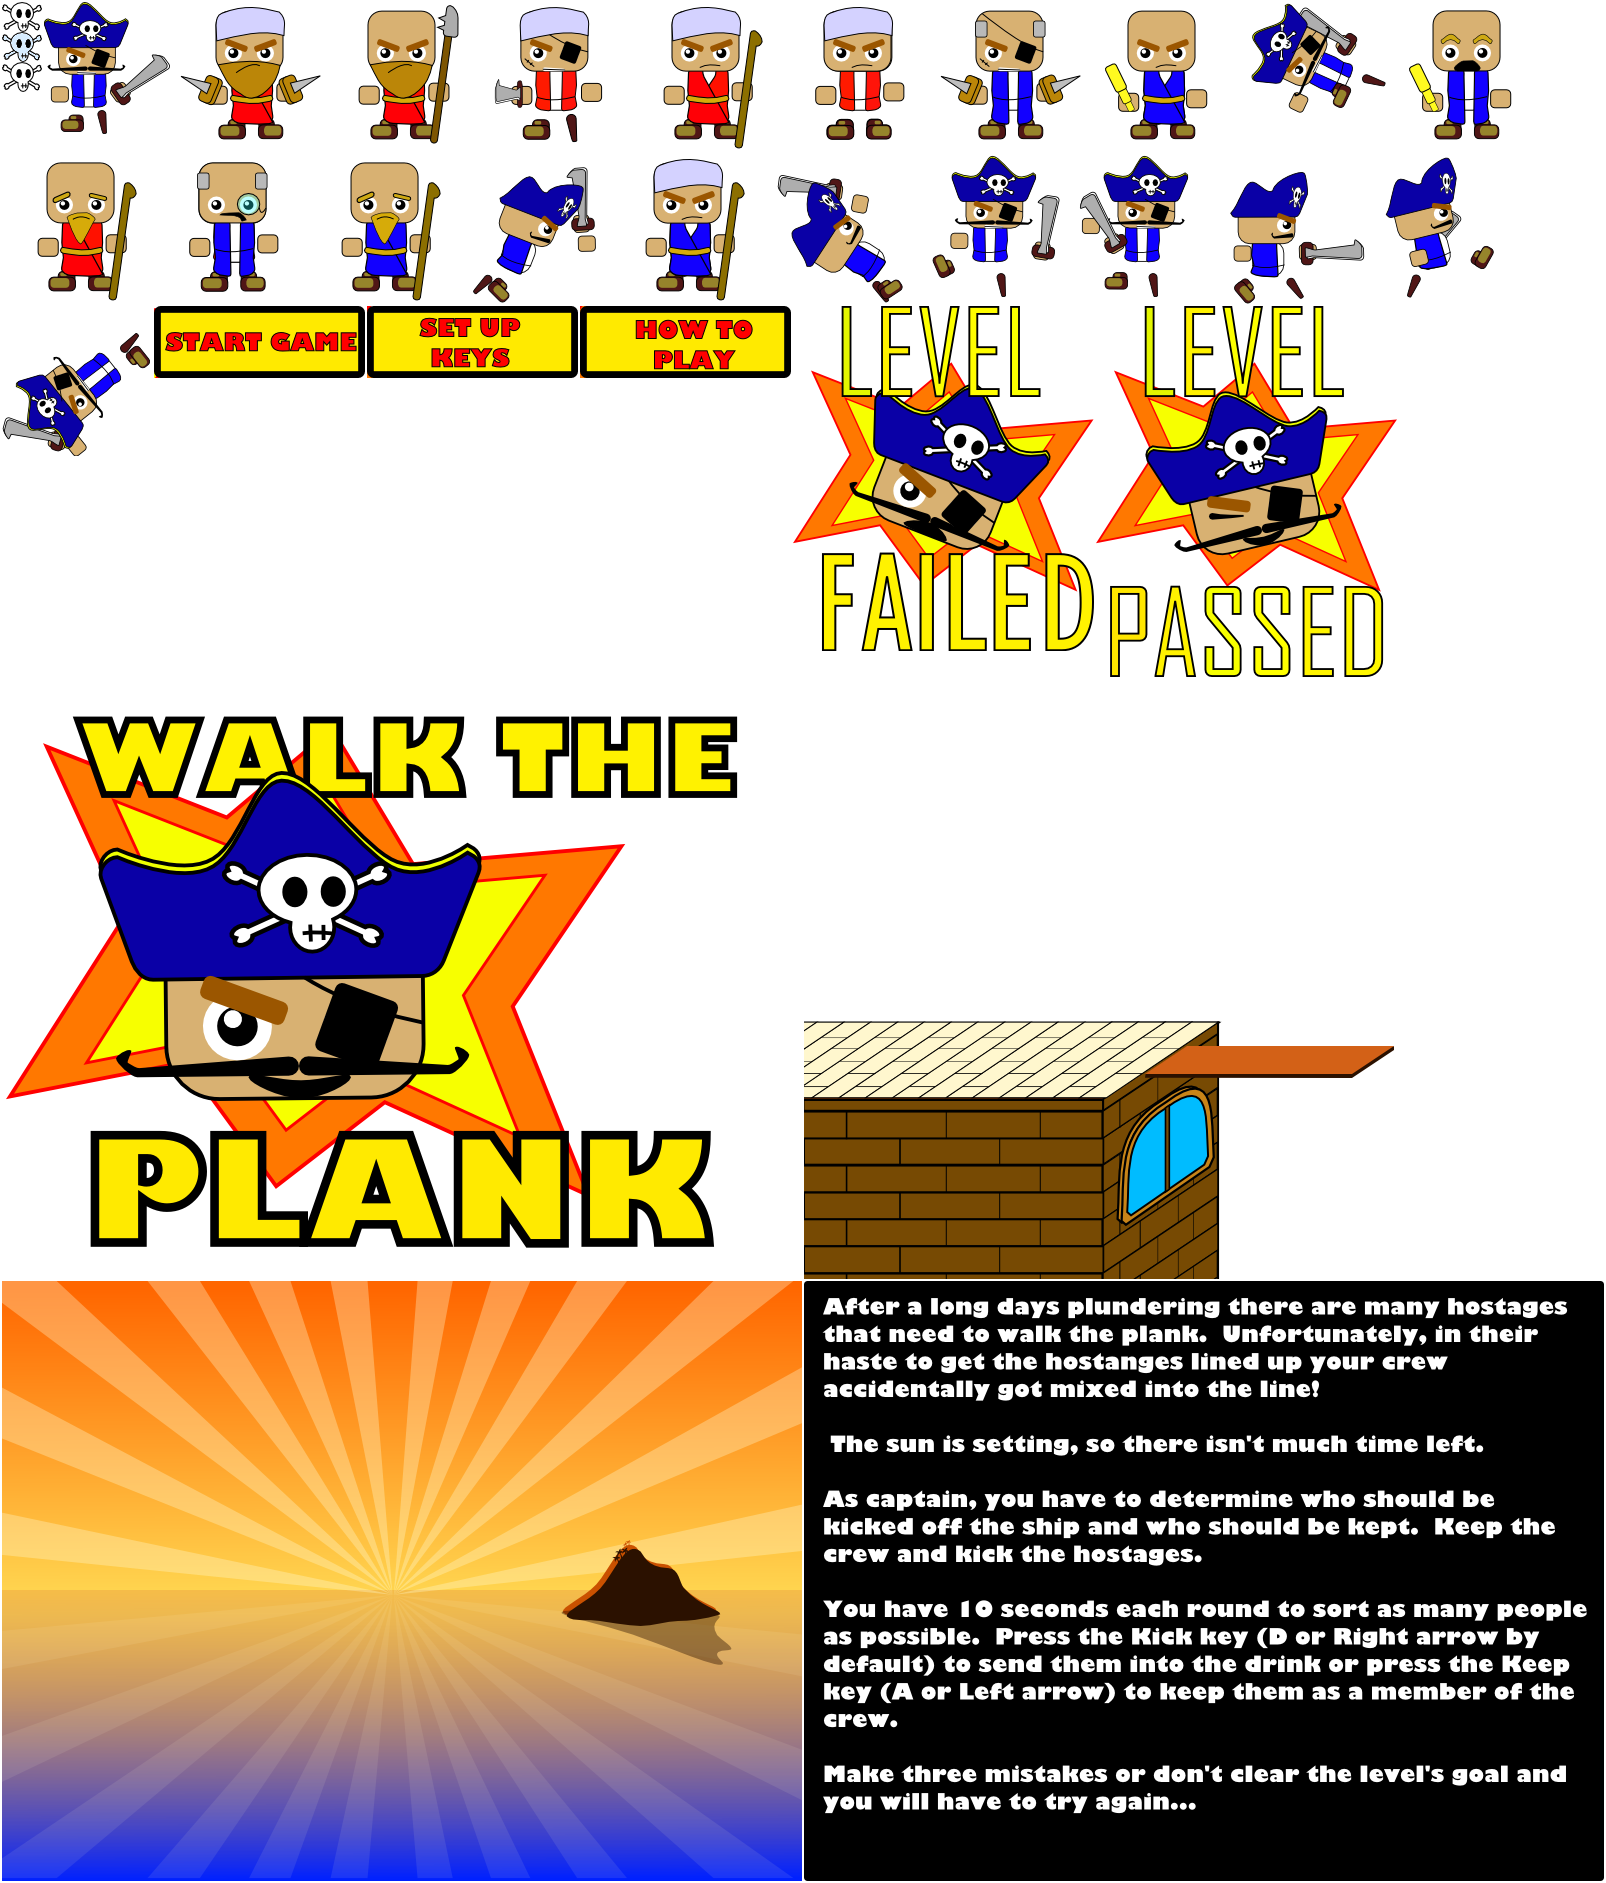 START GAME
SET UP
KEYS
HOW TO
PLAY
LEVEL
FAILED
LEVEL
PASSED
WALK THE
PLANK
After a long days plundering there are many hostages
that need to walk the plank.  Unfortunately, in their
haste to get the hostanges lined up your crew
accidentally got mixed into the line!
The sun is setting, so there isn't much time left.
As captain, you have to determine who should be
kicked off the ship and who should be kept.  Keep the
crew and kick the hostages.
You have 10 seconds each round to sort as many people
as possible.  Press the Kick key (D or Right arrow by
default) to send them into the drink or press the Keep
key (A or Left arrow) to keep them as a member of the
crew.
Make three mistakes or don't clear the level's goal and
you will have to try again...